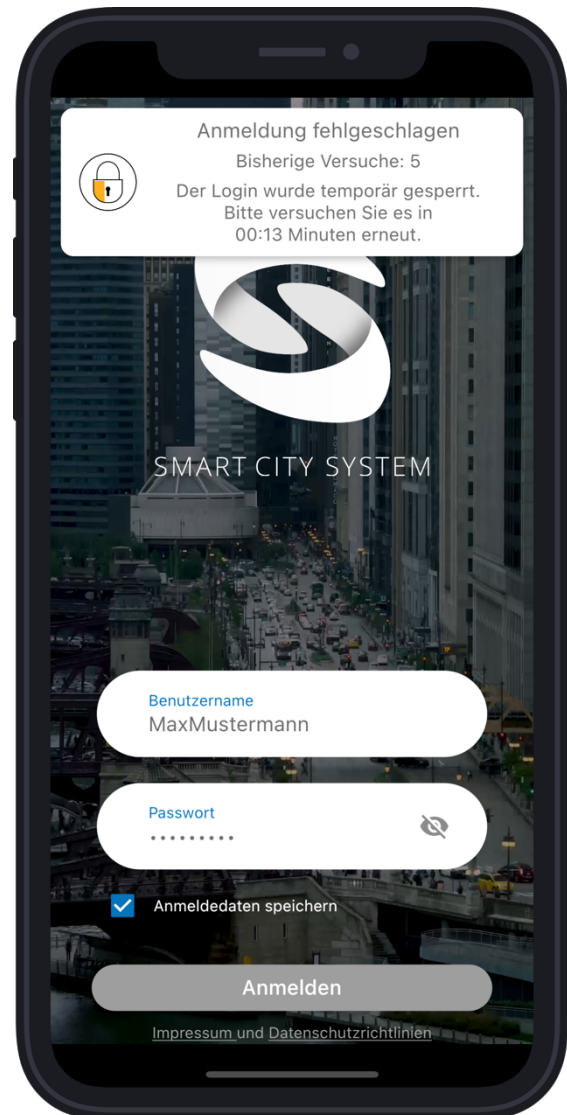 Anmeldung fehlgeschlagen
Bisherige Versuche: 5
Der Login wurde temporär gesperrt.
Bitte versuchen Sie es in
00:13 Minuten erneut.
SMART CITY SYSTEM
Benutzername
MaxMustermann
Passwort
•••••••••
Anmeldedaten speichern
Anmelden
Impressum und Datenschutzrichtlinien